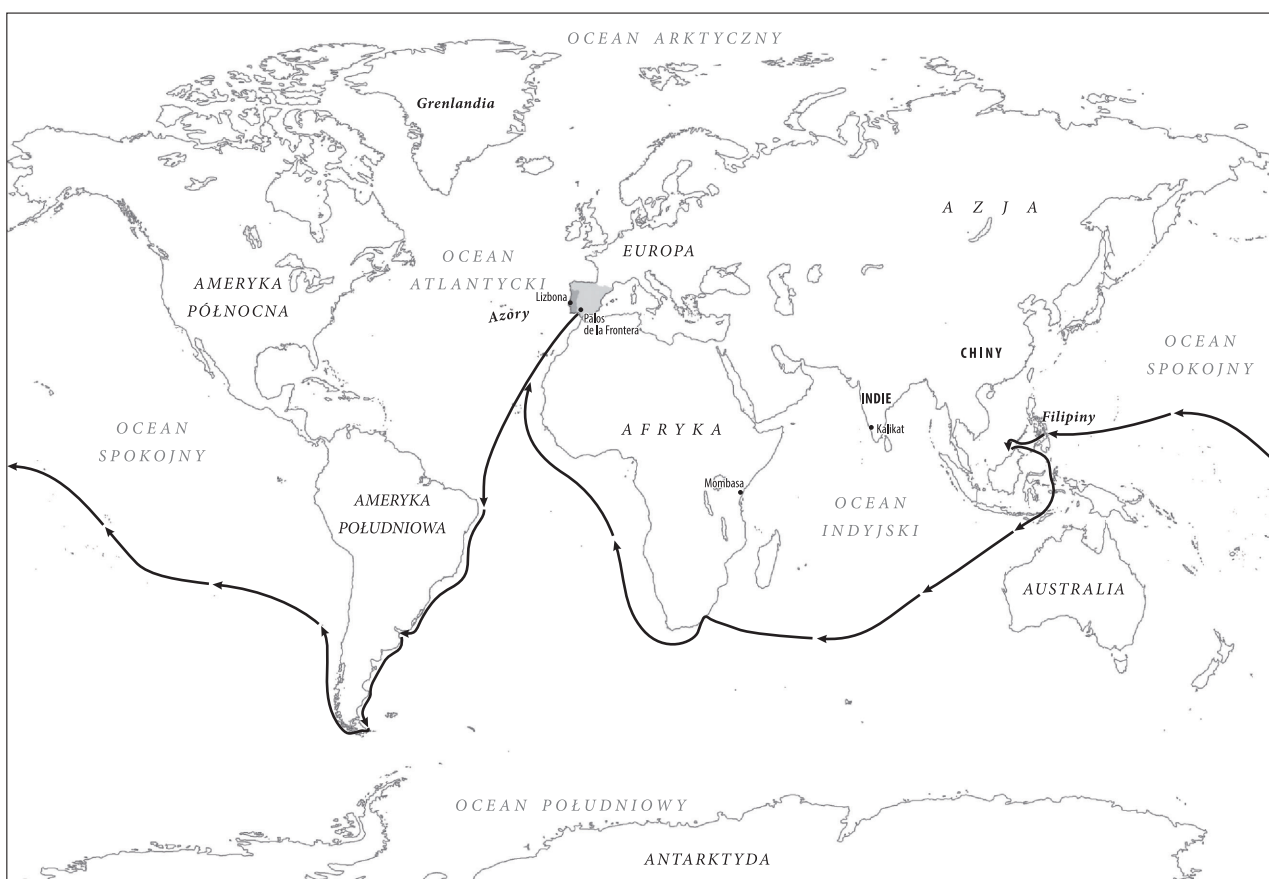 OCEAN ARKTYCZNY
Grenlandia
A Z J A
OCEAN
ATLANTYCKI
EUROPA
AMERYKA
PÓŁNOCNA
Lizbona
Azory
Palos
de la Frontera
CHINY
OCEAN
SPOKOJNY
INDIE
Kalikat
Filipiny
AFRYKA
OCEAN
SPOKOJNY
Mombasa
AMERYKA
POŁUDNIOWA
OCEAN
INDYJSKI
AUSTRALIA
OCEAN POŁUDNIOWY
ANTARKTYDA